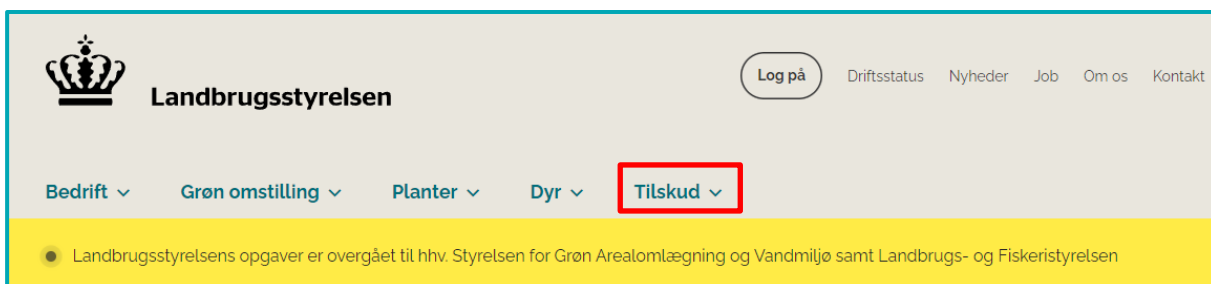 Landbrugsstyrelsen
Log på Driftsstatus Nyheder Job Om os Kontakt
Bedrift Grøn omstilling Planter Dyr Tilskud
Landbrugsstyrelsens opgaver er overgået til hhv. Styrelsen for Grøn Arealomlægning og Vandmiljø samt Landbrugs- og Fiskeristyrelsen